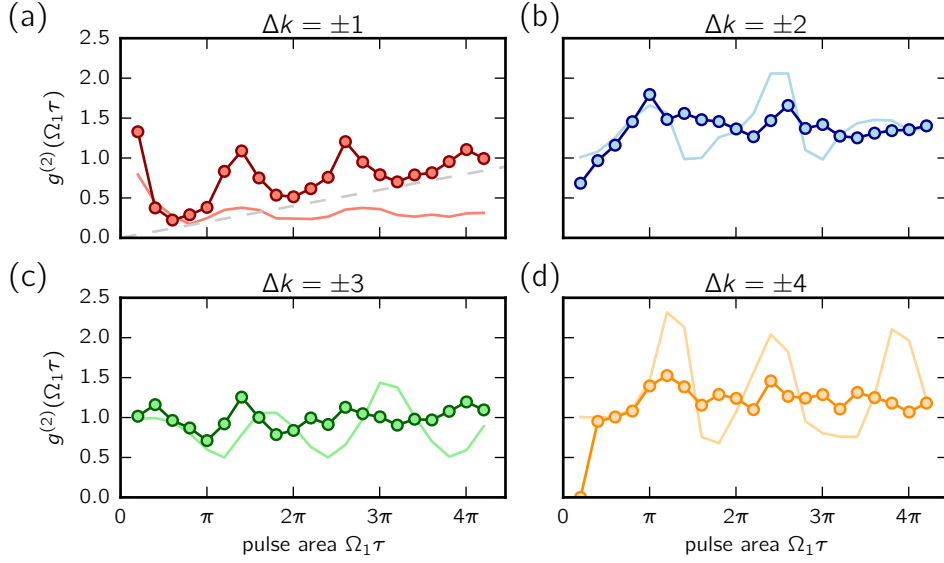 (a)
Δk = ±1
2.5
2.0
1.5
1.0
0.5
0.0
g⁽²⁾(Ω₁τ)
(b)
Δk = ±2
(c)
Δk = ±3
2.5
2.0
1.5
1.0
0.5
0.0
g⁽²⁾(Ω₁τ)
0 π 2π 3π 4π
pulse area Ω₁τ
(d)
Δk = ±4
0 π 2π 3π 4π
pulse area Ω₁τ